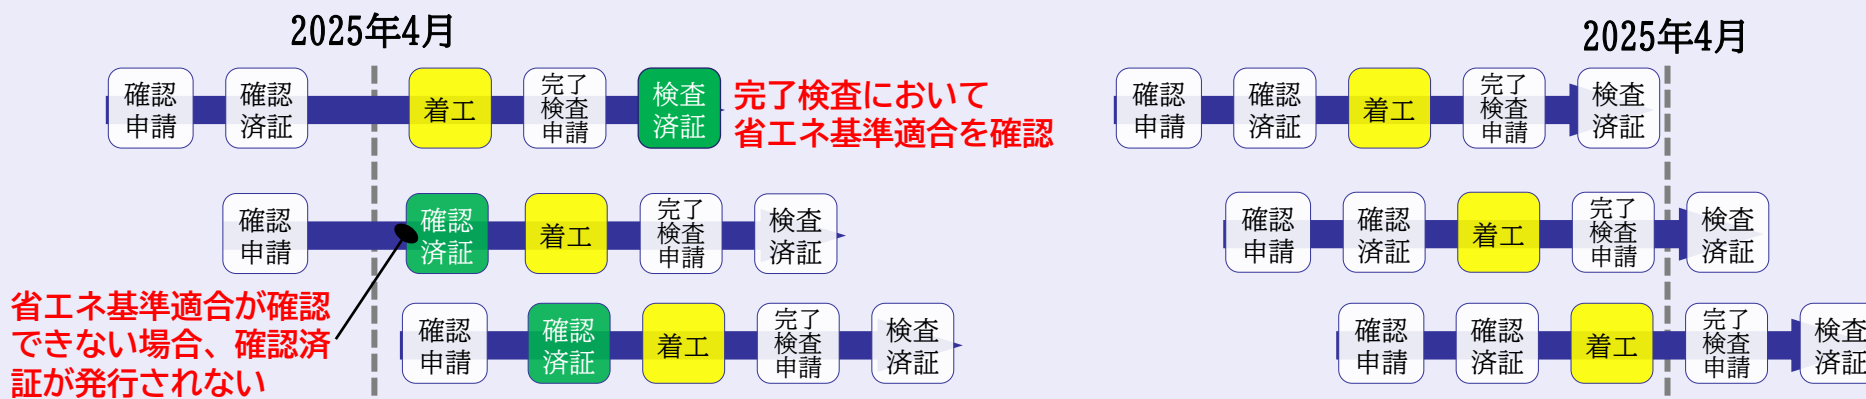 2025年4月
確認
申請
確認
済証
着工
完了
検査
申請
検査
済証
完了検査において
省エネ基準適合を確認
確認
申請
確認
済証
着工
完了
検査
申請
検査
済証
省エネ基準適合が確認
できない場合、確認済
証が発行されない
確認
申請
確認
済証
着工
完了
検査
申請
検査
済証
2025年4月
確認
申請
確認
済証
着工
完了
検査
申請
検査
済証
確認
申請
確認
済証
着工
完了
検査
申請
検査
済証
確認
申請
確認
済証
着工
完了
検査
申請
検査
済証